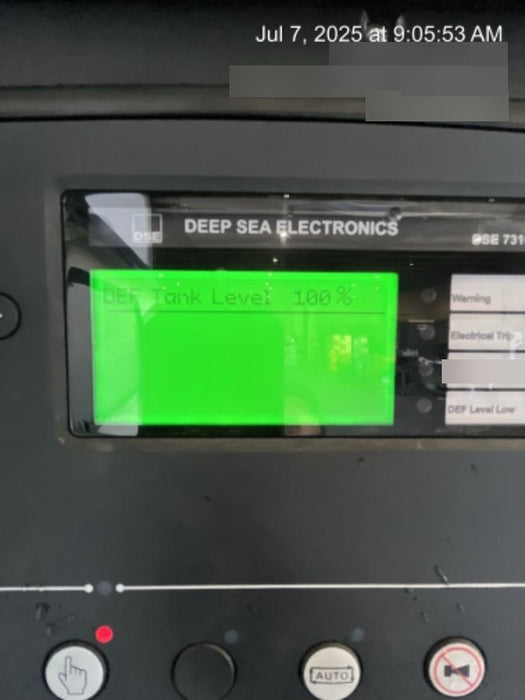 Jul 7, 2025 at 9:05:53 AM
DSE
DEEP SEA ELECTRONICS
DSE 731
DEF Tank Level 100%
Warning
Electrical Trip
DEF Level Low
AUTO